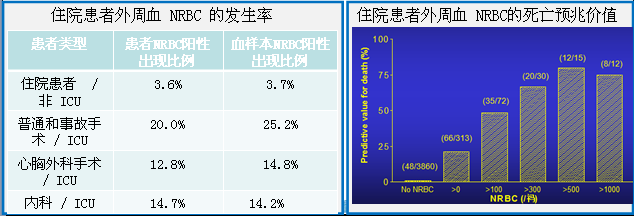 住院患者外周血 NRBC 的发生率
患者类型
患者NRBC阳性
出现比例
血样本NRBC阳性
出现比例
住院患者 /
非 ICU
3.6%
3.7%
普通和事故手
术 / ICU
20.0%
25.2%
心胸外科手术
/ ICU
12.8%
14.8%
内科 / ICU
14.7%
14.2%
住院患者外周血 NRBC的死亡预兆价值
Predictive value for death (%)
100
75
50
25
0
(48/3860)
(66/313)
(35/72)
(20/30)
(12/15)
(8/12)
No NRBC
>0
>100
>300
>500
>1000
NRBC